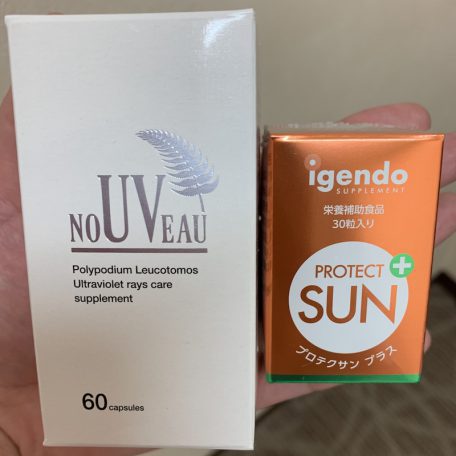 NOUVEAU
Polypodium Leucotomos
Ultraviolet rays care
supplement
60 capsules
igendo
SUPPLEMENT
栄養補助食品
30粒入り
PROTECT +
SUN
プロテクサン プラス